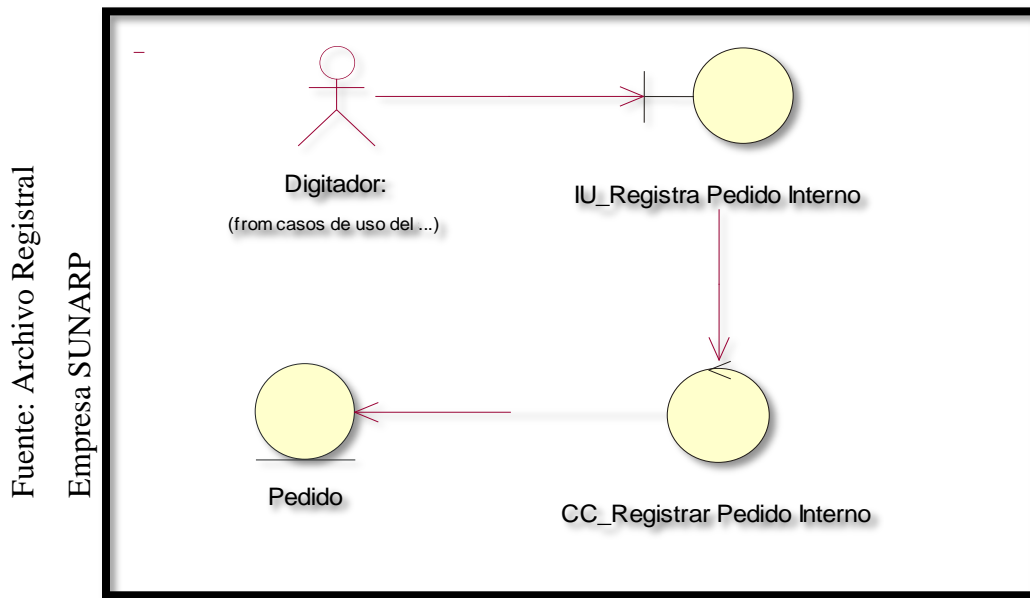 Fuente: Archivo Registral
Empresa SUNARP
Digitador:
(from casos de uso del ...)
IU_Registra Pedido Interno
Pedido
CC_Registrar Pedido Interno